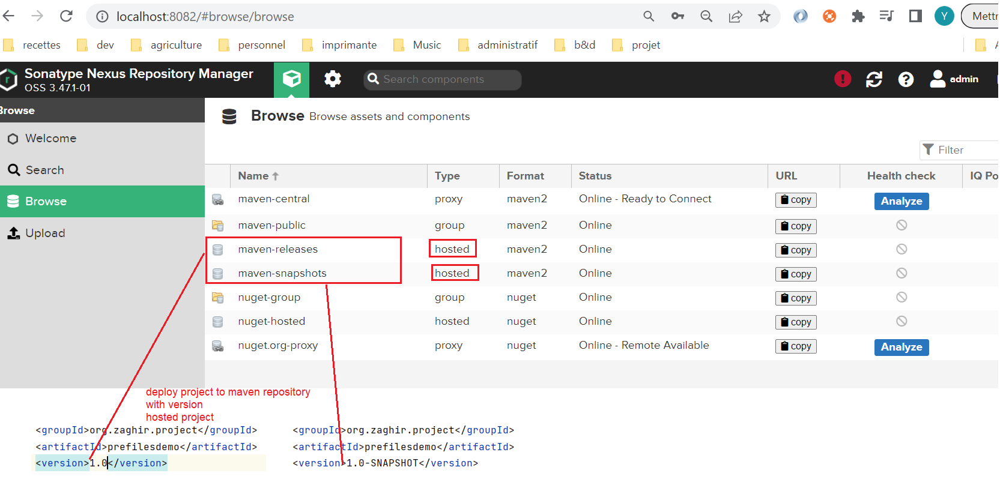 localhost:8082/#browse/browse
Y
Mettr
recettes dev agriculture personnel imprimante Music administratif b&d projet
Sonatype Nexus Repository Manager
OSS 3.47.1-01
Search components
admin
Browse
Browse Browse assets and components
Welcome
Search
Browse
Upload
Filter
Name Type Format Status URL Health check IQ Po
maven-central proxy maven2 Online - Ready to Connect copy Analyze
maven-public group maven2 Online copy
maven-releases hosted maven2 Online copy
maven-snapshots hosted maven2 Online copy
nuget-group group nuget Online copy
nuget-hosted hosted nuget Online copy
nuget.org-proxy proxy nuget Online - Remote Available copy Analyze
deploy project to maven repository
with version
hosted project
<groupId>org.zaghir.project</groupId>
<artifactId>prefilesdemo</artifactId>
<version>1.0</version>
<groupId>org.zaghir.project</groupId>
<artifactId>prefilesdemo</artifactId>
<version>1.0-SNAPSHOT</version>